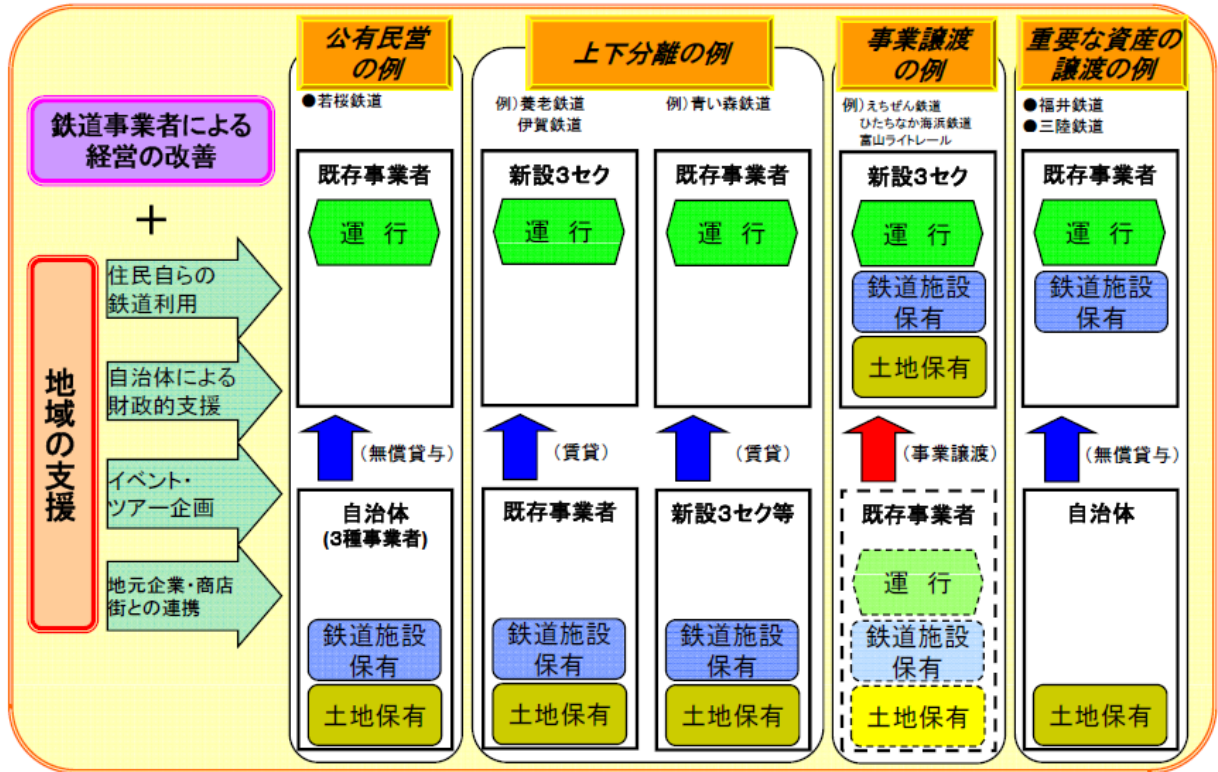 鉄道事業者による
経営の改善
＋
地域の支援
住民自らの
鉄道利用
自治体による
財政的支援
イベント・
ツアー企画
地元企業・商店
街との連携
公有民営
の例
●若桜鉄道
既存事業者
運 行
(無償貸与)
自治体
(3種事業者)
鉄道施設
保有
土地保有
上下分離の例
例)養老鉄道
伊賀鉄道
新設3セク
運 行
(賃貸)
既存事業者
鉄道施設
保有
土地保有
例)青い森鉄道
既存事業者
運 行
(賃貸)
新設3セク等
鉄道施設
保有
土地保有
事業譲渡
の例
例)えちぜん鉄道
ひたちなか海浜鉄道
富山ライトレール
新設3セク
運 行
鉄道施設
保有
土地保有
(事業譲渡)
既存事業者
運 行
鉄道施設
保有
土地保有
重要な資産の
譲渡の例
●福井鉄道
●三陸鉄道
既存事業者
運 行
鉄道施設
保有
(無償貸与)
自治体
土地保有